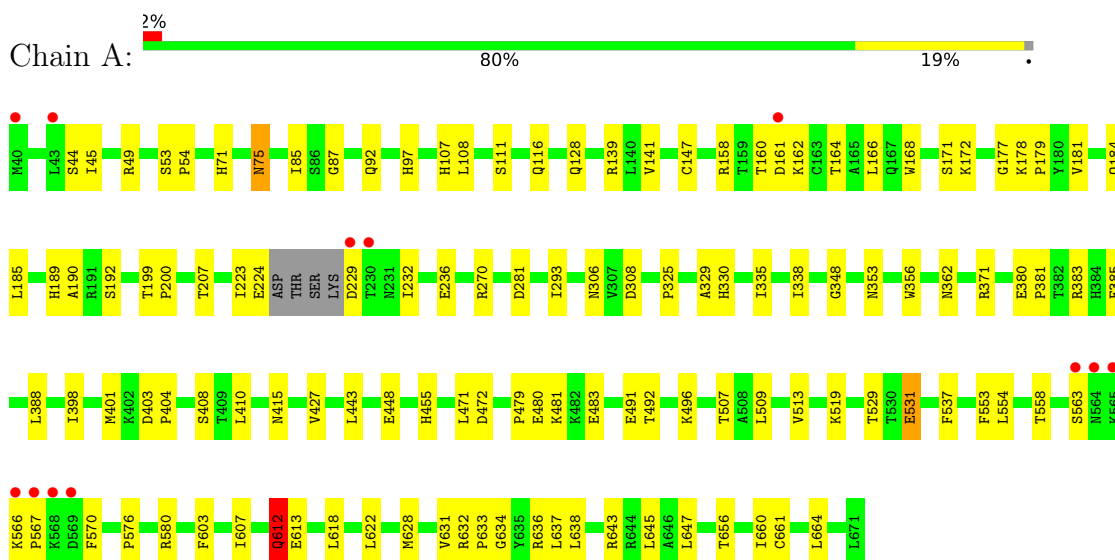 2%
Chain A:
80% 19% •
M40 L43 S44 I45 R49 S53 P54 H71 N75 I85 S86 G87 Q92 H97 H107 L108 S111 Q116 Q128 R139 L140 V141 C147 R158 T159 T160 D161 K162 C163 T164 A165 L166 Q167 W168 S171 K172 G177 K178 P179 Y180 V181 Q184
L185 H189 A190 R191 S192 T199 P200 T207 I223 E224 ASP THR SER LYS D229 T230 N231 I232 E236 R270 D281 I293 N306 V307 D308 P325 A329 H330 I335 I338 G348 N353 W356 N362 R371 E380 P381 T382 R383 H384 E385
L388 I398 M401 K402 D403 P404 S408 T409 L410 N415 V427 L443 E448 H455 L471 D472 P479 E480 K481 K482 E483 E491 T492 K496 T507 A508 L509 V513 K519 T529 T530 E531 F537 F553 L554 T558 S563 N564 K565
K566 P567 K568 D569 F570 P576 R580 F603 I607 Q612 E613 L618 L622 M628 V631 R632 P633 G634 Y635 R636 L637 L638 R643 R644 L645 A646 L647 T656 I660 C661 L664 L671